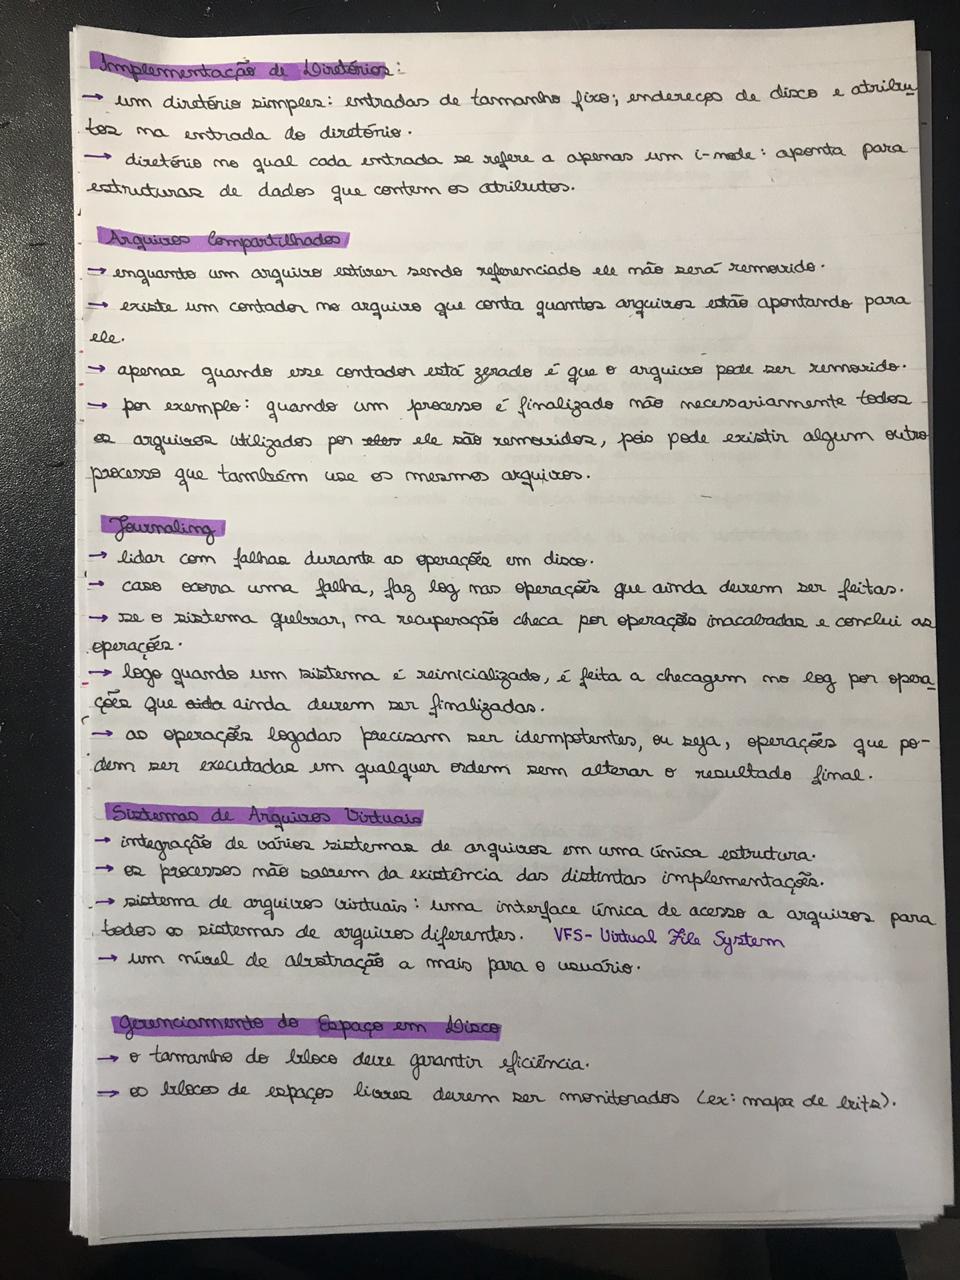 Implementação de Diretórios:
→ um diretório simples: entradas de tamanho fixo; endereços de disco e atribu-
tos na entrada do diretório.
→ diretório no qual cada entrada se refere a apenas um i-node: aponta para
estruturas de dados que contem os atributos.
Arquivos Compartilhados
→ enquanto um arquivo estiver sendo referenciado ele não será removido.
→ existe um contador no arquivo que conta quantos arquivos estão apontando para
ele.
→ apenas quando esse contador está zerado é que o arquivo pode ser removido.
→ por exemplo: quando um processo é finalizado não necessariamente todos
os arquivos utilizados por ele são removidos, pois pode existir algum outro
processo que também use os mesmos arquivos.
Journaling
→ lidar com falhas durante as operações em disco.
→ caso ocorra uma falha, faz log nas operações que ainda devem ser feitas.
→ se o sistema quebrar, na recuperação checa por operações inacabadas e conclui as
operações.
→ logo quando um sistema é reinicializado, é feita a checagem no log por opera-
ções que ainda devem ser finalizadas.
→ as operações logadas precisam ser idempotentes, ou seja, operações que po-
dem ser executadas em qualquer ordem sem alterar o resultado final.
Sistemas de Arquivos Virtuais
→ integração de vários sistemas de arquivos em uma única estrutura.
→ os processos não sabem da existência das distintas implementações.
→ sistema de arquivos virtuais: uma interface única de acesso a arquivos para
todos os sistemas de arquivos diferentes. VFS- Virtual File System
→ um nível de abstração a mais para o usuário.
Gerenciamento do Espaço em Disco
→ o tamanho do bloco deve garantir eficiência.
→ os blocos de espaços livres devem ser monitorados (ex: mapa de bits).